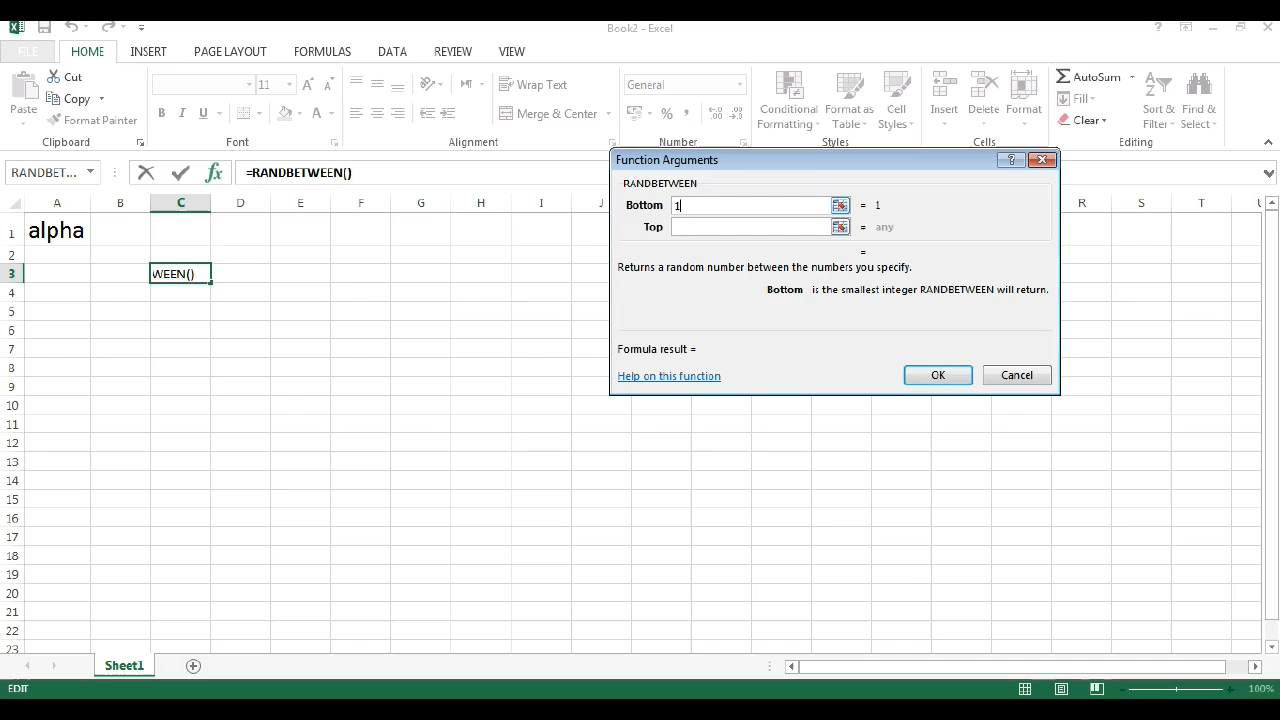 Book2 - Excel
FILE HOME INSERT PAGE LAYOUT FORMULAS DATA REVIEW VIEW
Paste Cut Copy Format Painter
Clipboard
11
B I U
Font
Wrap Text
Merge & Center
Alignment
General
% ,
Number
Conditional Formatting
Format as Table
Cell Styles
Styles
Insert Delete Format
Cells
AutoSum Fill Clear
Sort & Filter
Find & Select
Editing
RANDBET... fx =RANDBETWEEN()
A B C D E F G H I J R S T U
1 alpha
2
3 WEEN()
4
5
6
7
8
9
10
11
12
13
14
15
16
17
18
19
20
21
22
23
Function Arguments
RANDBETWEEN
Bottom 1 = 1
Top = any
=
Returns a random number between the numbers you specify.
Bottom is the smallest integer RANDBETWEEN will return.
Formula result =
Help on this function OK Cancel
Sheet1
EDIT 100%